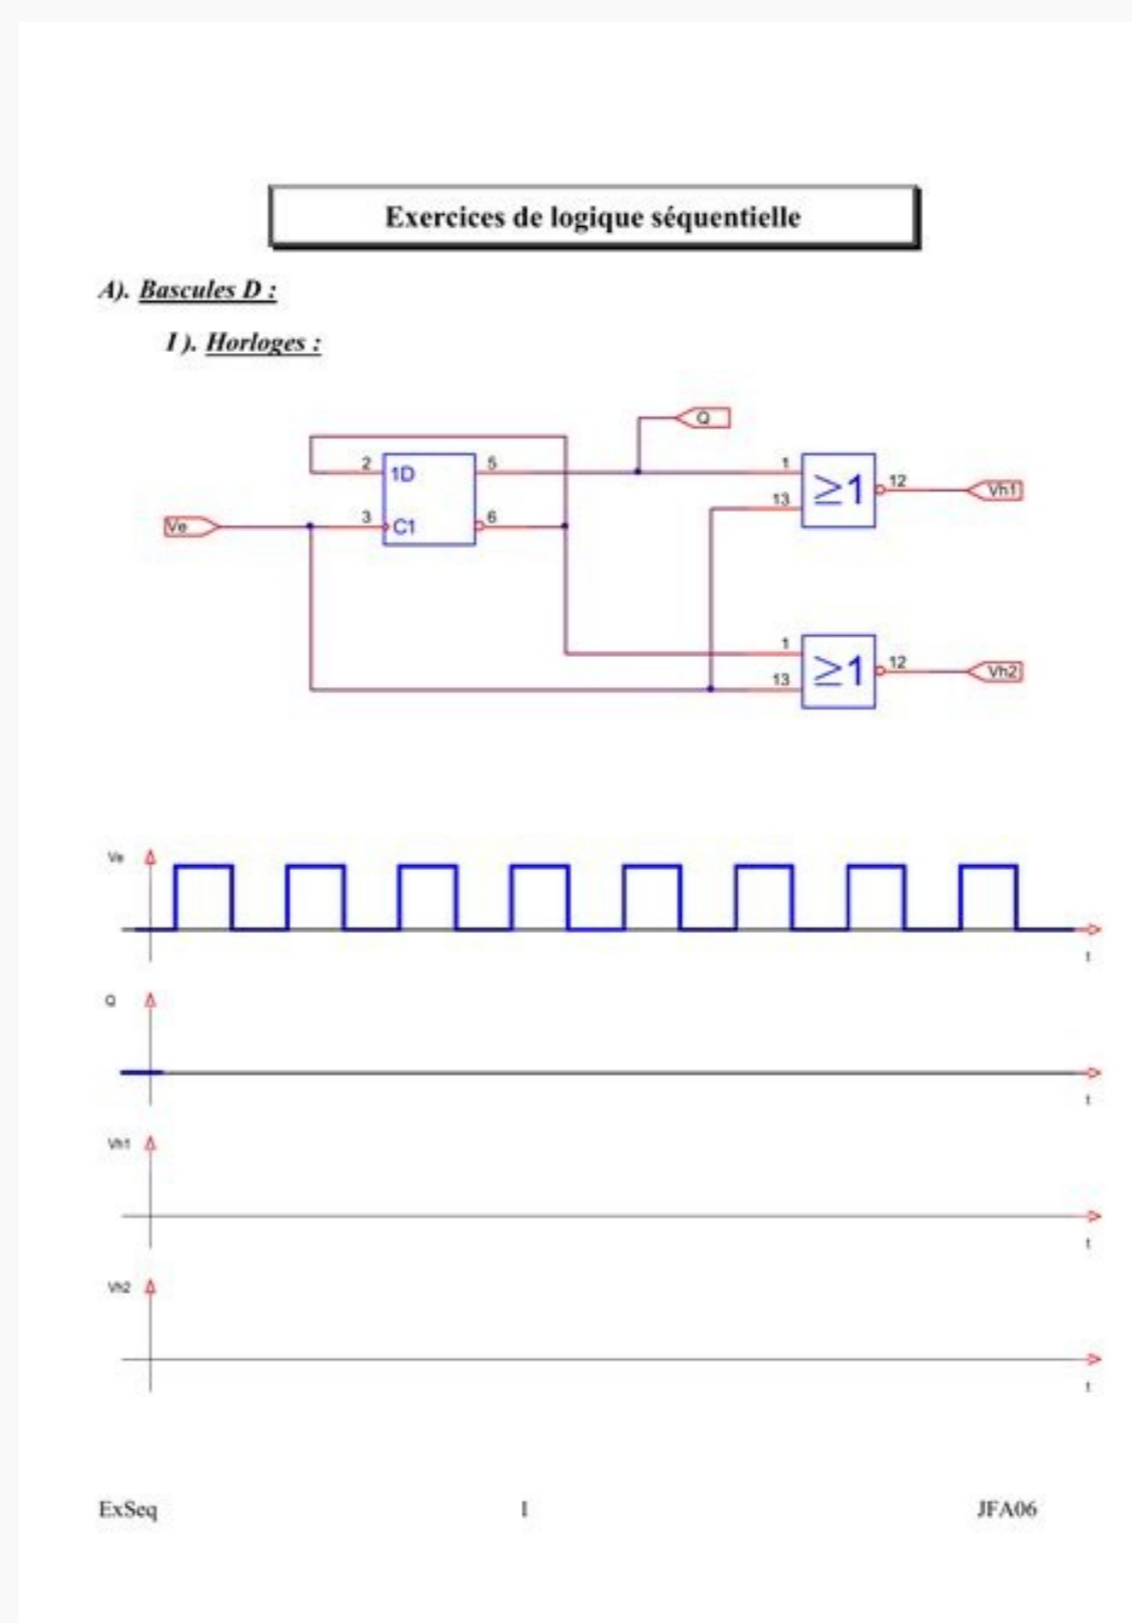 Exercices de logique séquentielle
A). Bascules D :
I ). Horloges :
Q
2 1D 5 1 ≥1 12 Vh1
13
Ve 3 C1 6
1 ≥1 12 Vh2
13
Ve
t
Q
t
Vh1
t
Vh2
t
ExSeq 1 JFA06